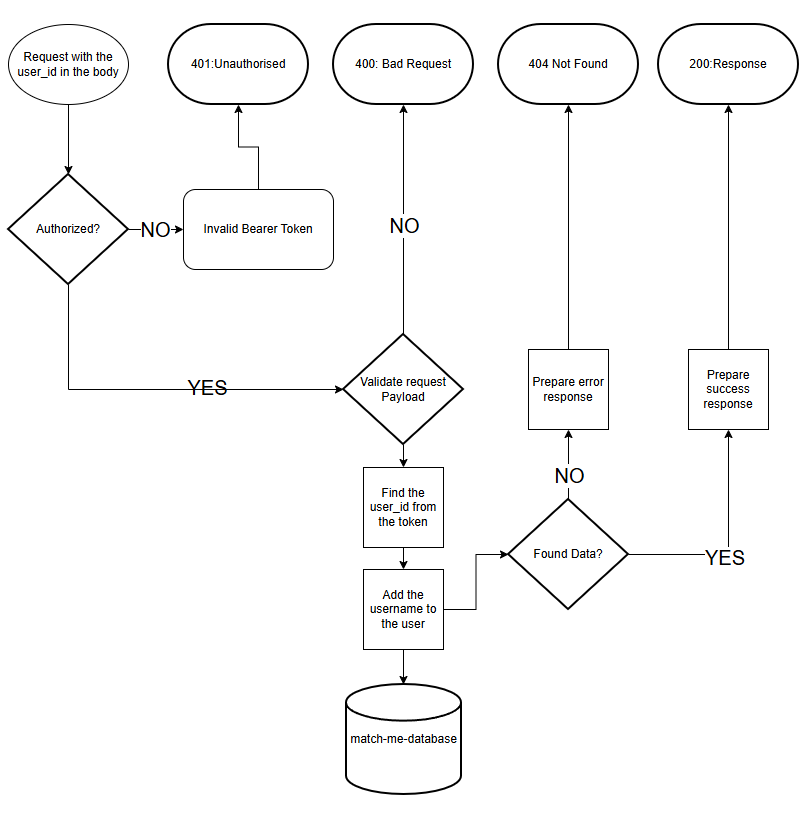 Request with the
user_id in the body
401:Unauthorised
400: Bad Request
404 Not Found
200:Response
Authorized?
NO
Invalid Bearer Token
NO
YES
Validate request
Payload
Prepare error
response
Prepare
success
response
Find the
user_id from
the token
NO
Found Data?
YES
Add the
username to
the user
match-me-database